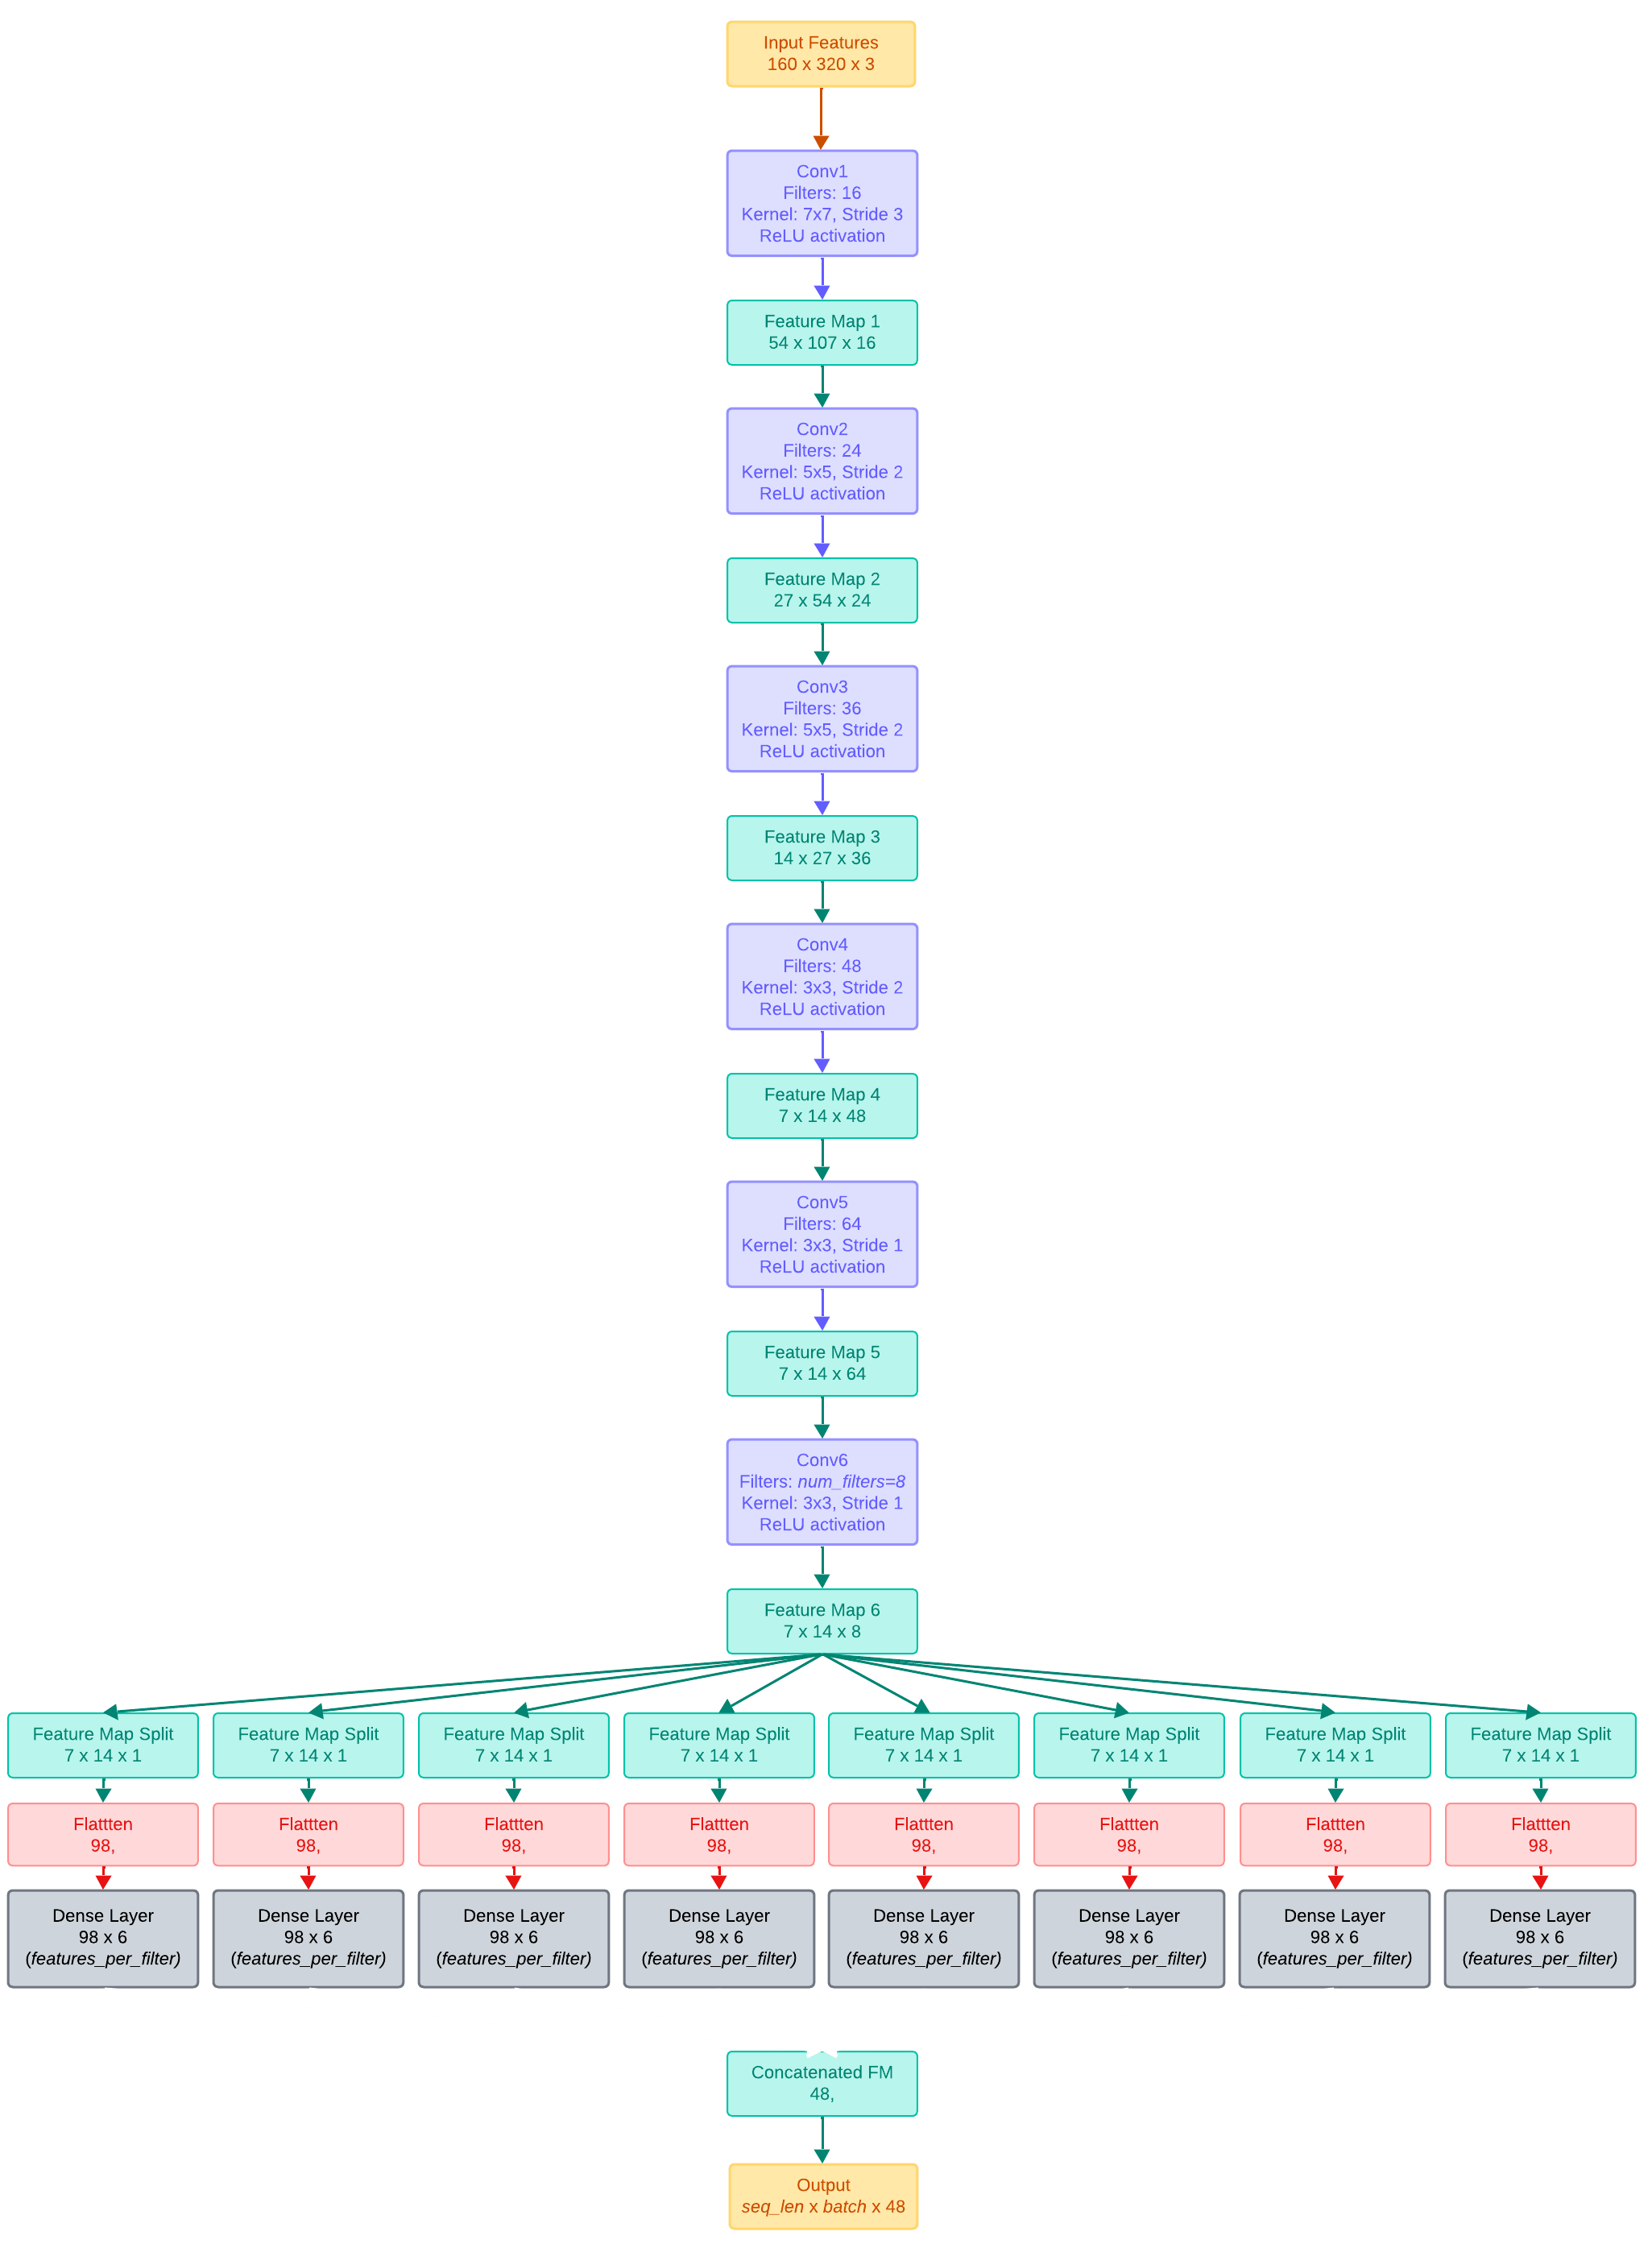 Input Features
160 x 320 x 3
Conv1
Filters: 16
Kernel: 7x7, Stride 3
ReLU activation
Feature Map 1
54 x 107 x 16
Conv2
Filters: 24
Kernel: 5x5, Stride 2
ReLU activation
Feature Map 2
27 x 54 x 24
Conv3
Filters: 36
Kernel: 5x5, Stride 2
ReLU activation
Feature Map 3
14 x 27 x 36
Conv4
Filters: 48
Kernel: 3x3, Stride 2
ReLU activation
Feature Map 4
7 x 14 x 48
Conv5
Filters: 64
Kernel: 3x3, Stride 1
ReLU activation
Feature Map 5
7 x 14 x 64
Conv6
Filters: num_filters=8
Kernel: 3x3, Stride 1
ReLU activation
Feature Map 6
7 x 14 x 8
Feature Map Split
7 x 14 x 1
Feature Map Split
7 x 14 x 1
Feature Map Split
7 x 14 x 1
Feature Map Split
7 x 14 x 1
Feature Map Split
7 x 14 x 1
Feature Map Split
7 x 14 x 1
Feature Map Split
7 x 14 x 1
Feature Map Split
7 x 14 x 1
Flattten
98,
Flattten
98,
Flattten
98,
Flattten
98,
Flattten
98,
Flattten
98,
Flattten
98,
Flattten
98,
Dense Layer
98 x 6
(features_per_filter)
Dense Layer
98 x 6
(features_per_filter)
Dense Layer
98 x 6
(features_per_filter)
Dense Layer
98 x 6
(features_per_filter)
Dense Layer
98 x 6
(features_per_filter)
Dense Layer
98 x 6
(features_per_filter)
Dense Layer
98 x 6
(features_per_filter)
Dense Layer
98 x 6
(features_per_filter)
Concatenated FM
48,
Output
seq_len x batch x 48